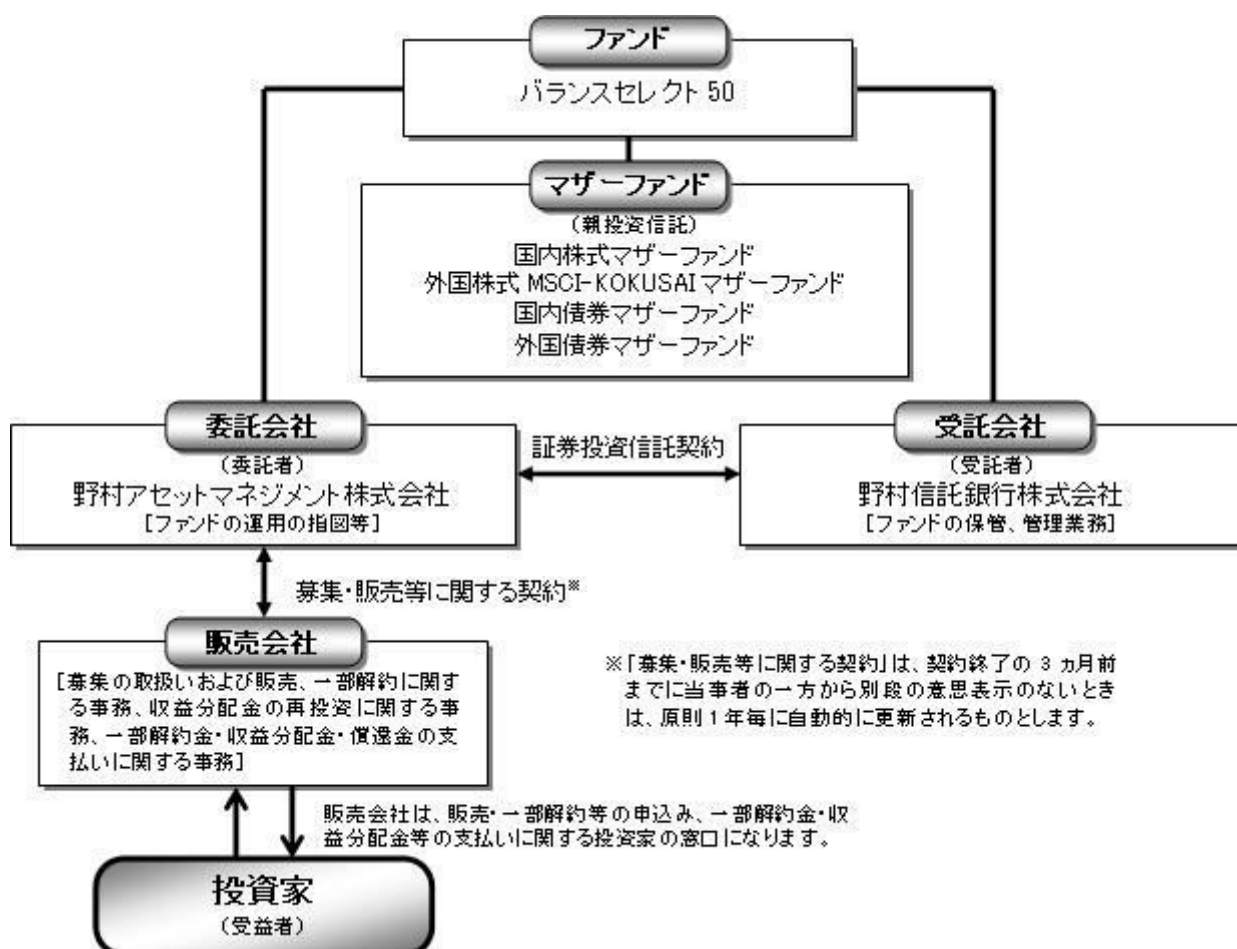 ファンド
バランスセレクト 50
マザーファンド
(親投資信託)
国内株式マザーファンド
外国株式 MSCI-KOKUSAI マザーファンド
国内債券マザーファンド
外国債券マザーファンド
委託会社
(委託者)
野村アセットマネジメント株式会社
[ファンドの運用の指図等]
証券投資信託契約
受託会社
(受託者)
野村信託銀行株式会社
[ファンドの保管、管理業務]
募集・販売等に関する契約※
販売会社
[募集の取扱いおよび販売、一部解約に関す
る事務、収益分配金の再投資に関する事
務、一部解約金・収益分配金・償還金の支
払いに関する事務]
※「募集・販売等に関する契約」は、契約終了の 3 ヵ月前
までに当事者の一方から別段の意思表示のないとき
は、原則 1 年毎に自動的に更新されるものとします。
販売会社は、販売・一部解約等の申込み、一部解約金・収
益分配金等の支払いに関する投資家の窓口になります。
投資家
(受益者)